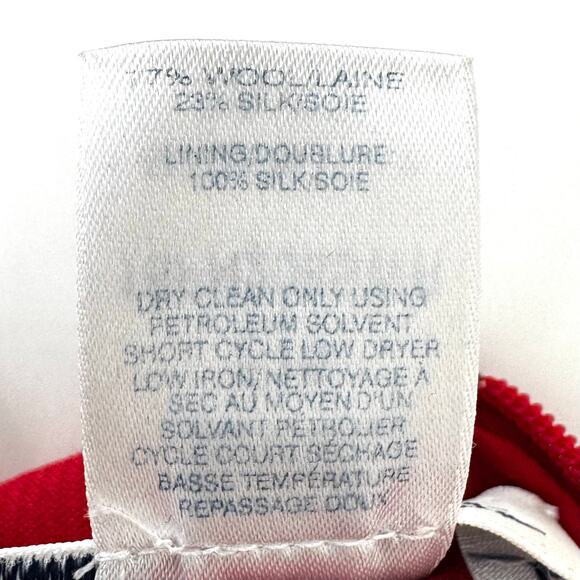 77% WOOL/LAINE
23% SILK/SOIE
LINING/DOUBLURE
100% SILK/SOIE
DRY CLEAN ONLY USING
PETROLEUM SOLVENT
SHORT CYCLE LOW DRYER
LOW IRON/NETTOYAGE À
SEC AU MOYEN D'UN
SOLVANT PETROLIER
CYCLE COURT SÉCHAGE
BASSE TEMPÉRATURE
REPASSAGE DOUX